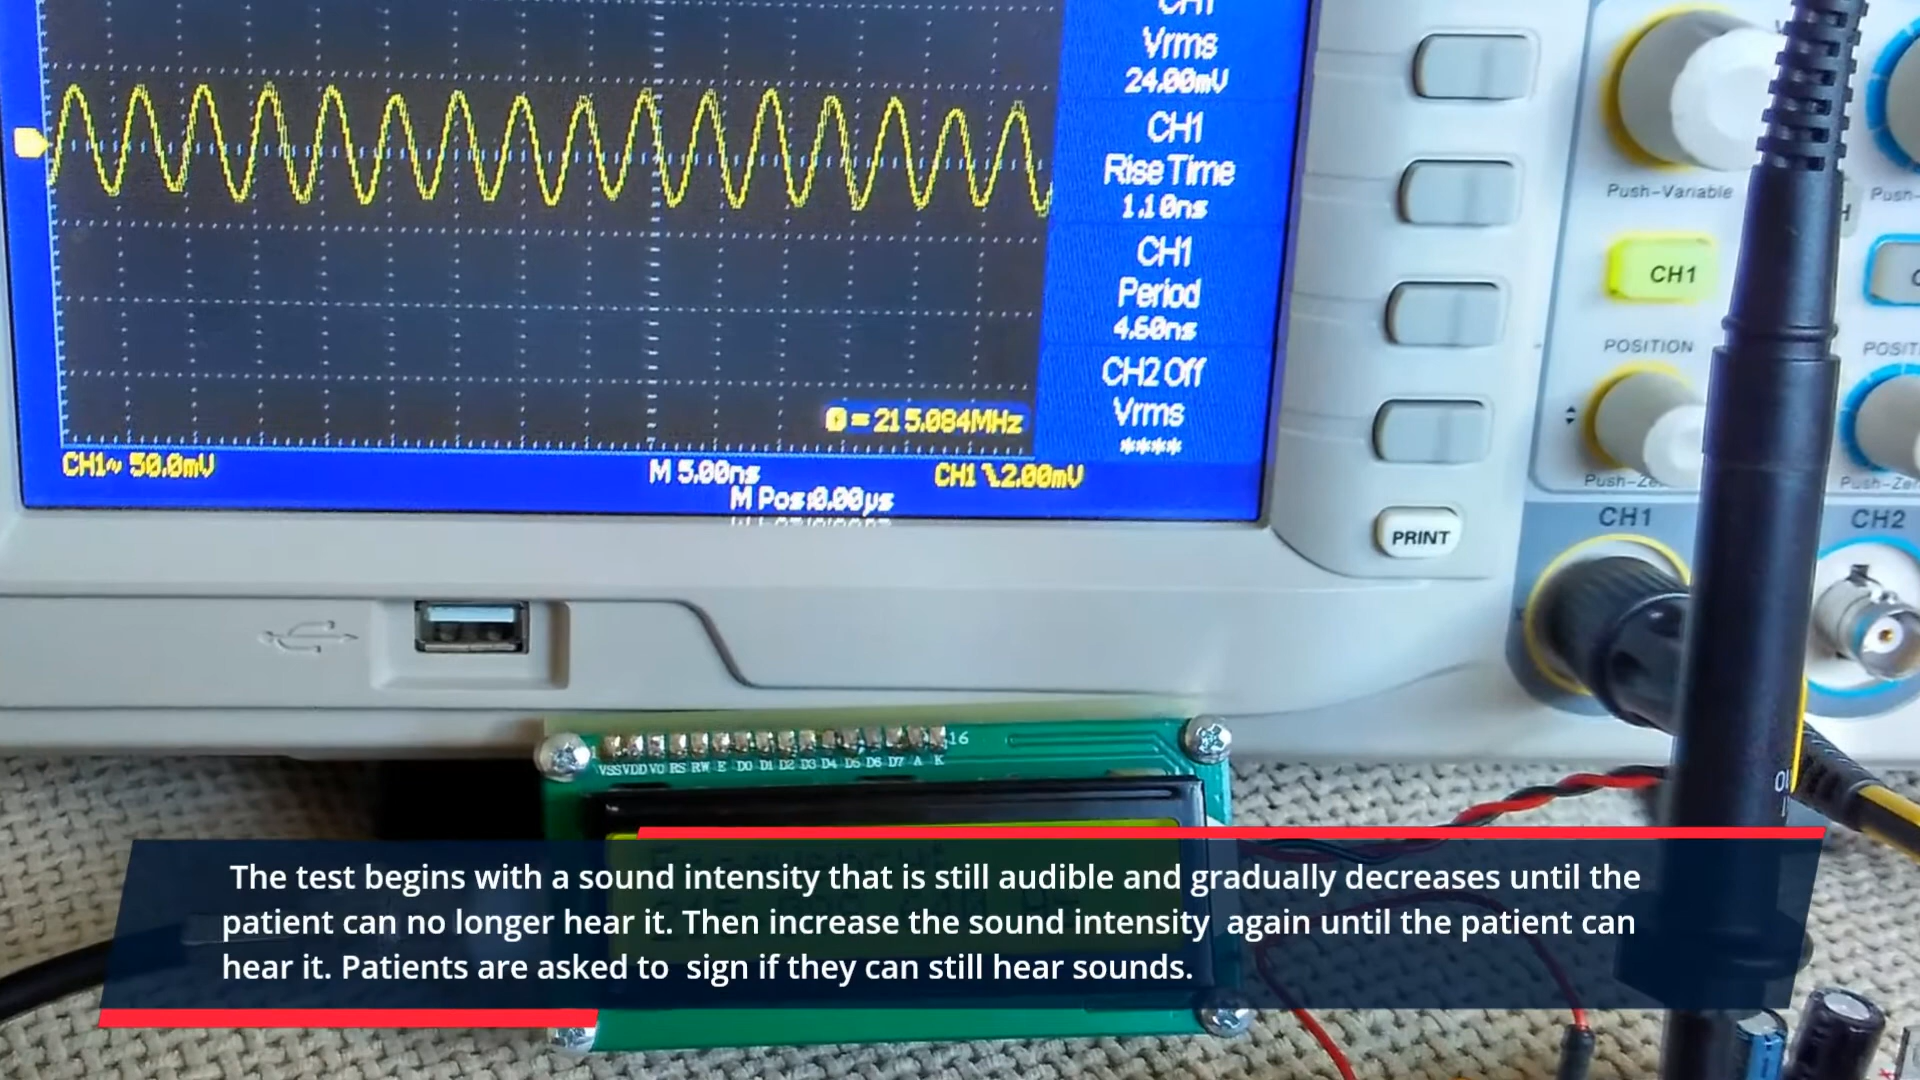 CH1
Vrms
24.00mV
CH1
Rise Time
1.10ns
CH1
Period
4.60ns
CH2 Off
Vrms
****
= 215.084MHz
CH1~ 50.0mV
M 5.00ns
CH1 2.00mV
M Pos:0.00µs
Push-Variable
CH1
POSITION
PRINT
CH1
CH2
16
VSS VDD VO RS RW E D0 D1 D2 D3 D4 D5 D6 D7 A K
The test begins with a sound intensity that is still audible and gradually decreases until the
patient can no longer hear it. Then increase the sound intensity again until the patient can
hear it. Patients are asked to sign if they can still hear sounds.